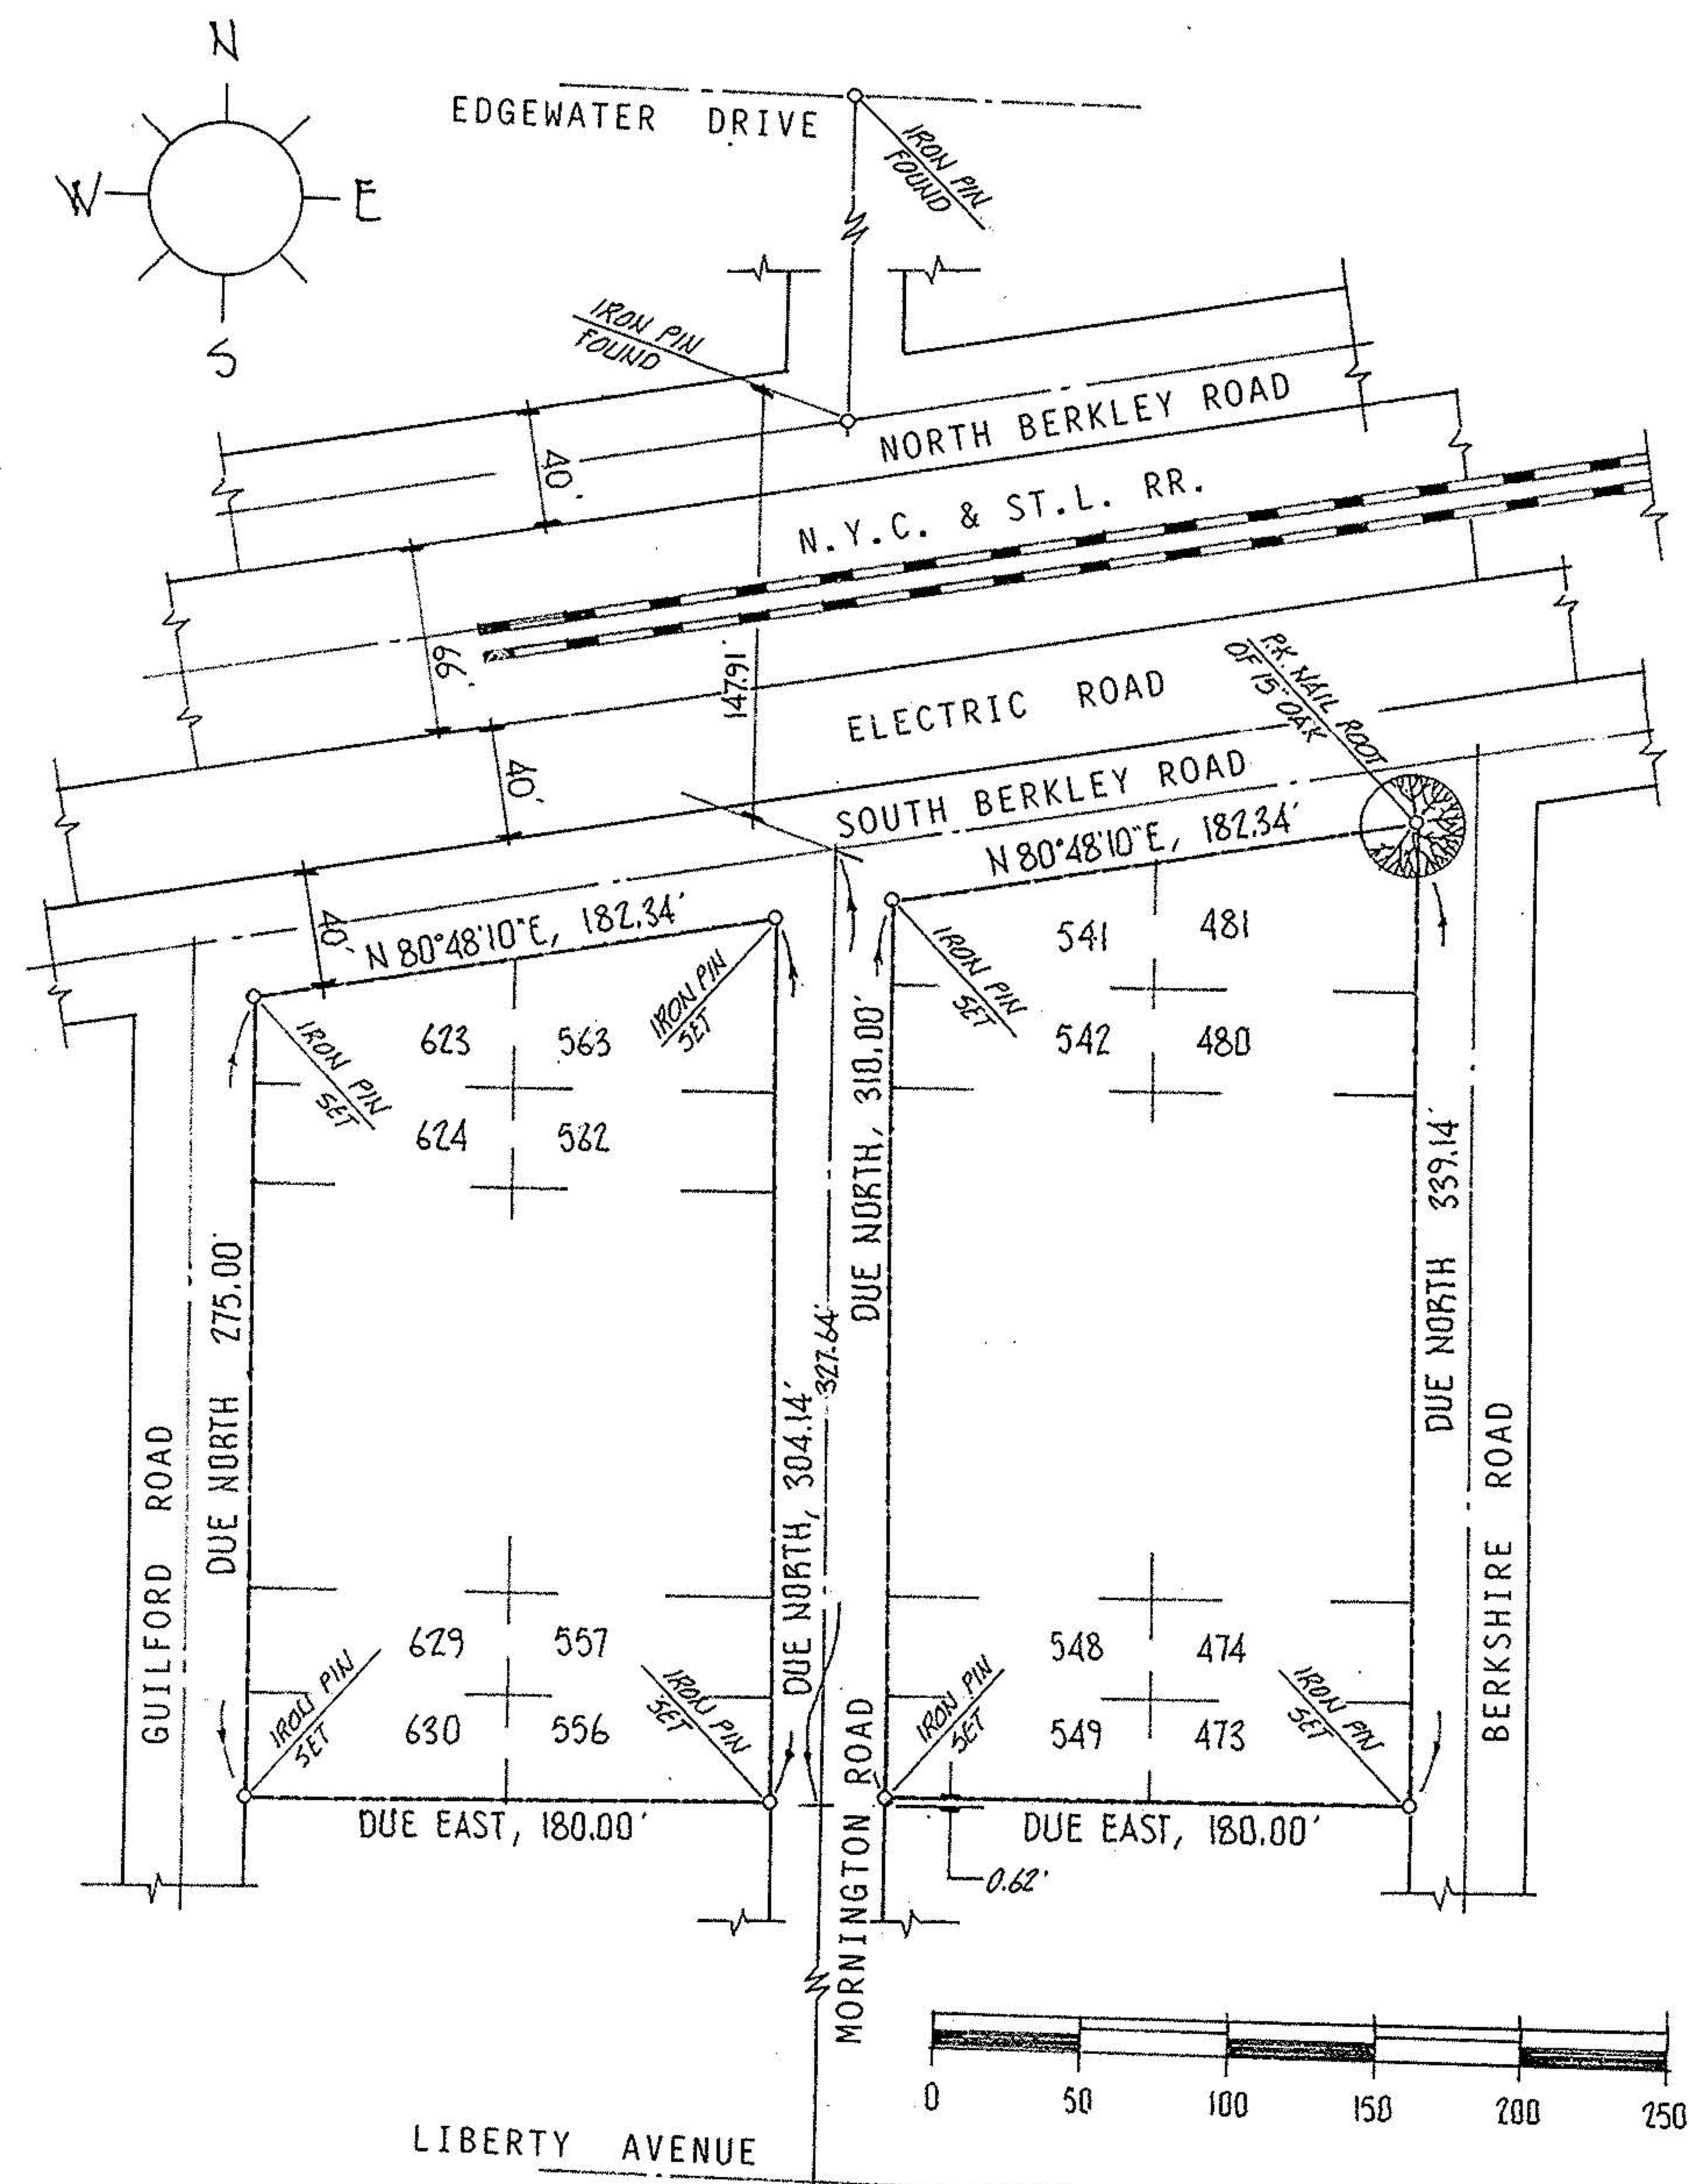 N
W E
S
EDGEWATER DRIVE
IRON PIN
FOUND
IRON PIN
FOUND
40'
NORTH BERKLEY ROAD
N.Y.C. & ST.L. RR.
66'
147.91
ELECTRIC ROAD
P.K. NAIL ROOT
OF 15" OAK
40'
SOUTH BERKLEY ROAD
N 80°48'10"E, 182.34'
40'
N 80°48'10"E, 182.34'
541 481
542 480
IRON PIN
SET
IRON PIN
SET
IRON PIN
SET
623 563
624 562
DUE NORTH 275.00'
DUE NORTH, 304.14'
327.64'
DUE NORTH, 310.00'
DUE NORTH 339.14'
GUILFORD ROAD
MORNINGTON ROAD
BERKSHIRE ROAD
629 557
630 556
548 474
549 473
IRON PIN
SET
IRON PIN
SET
IRON PIN
SET
IRON PIN
SET
DUE EAST, 180.00'
DUE EAST, 180.00'
0.62'
0 50 100 150 200 250
LIBERTY AVENUE